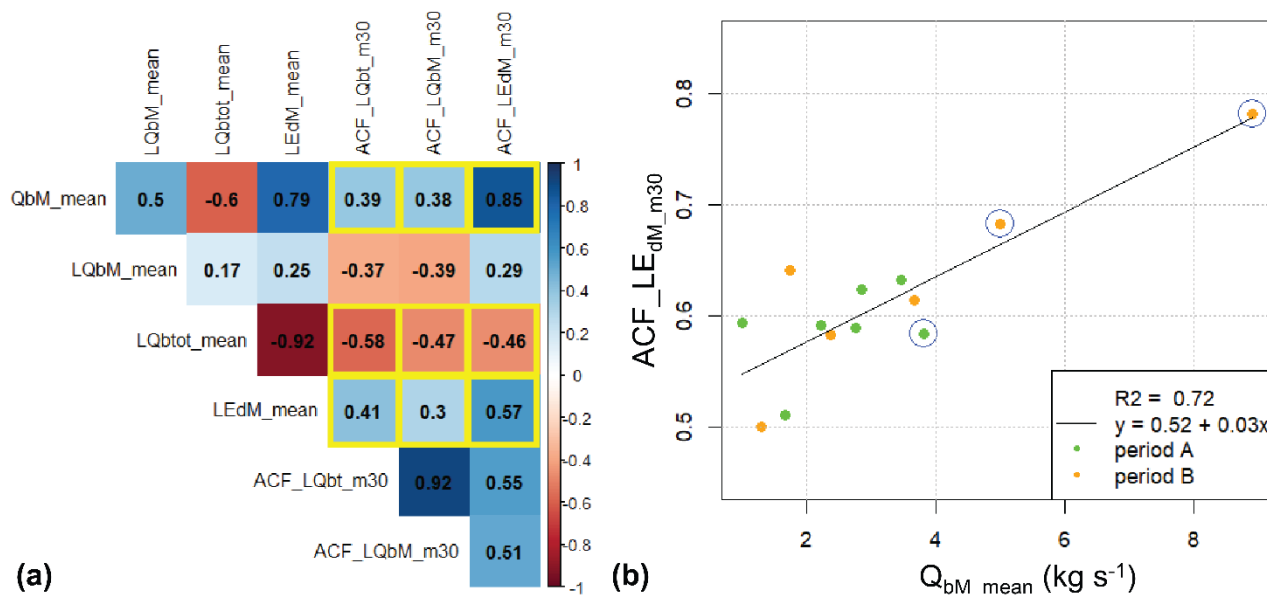 LQbM_mean
LQbtot_mean
LEdM_mean
ACF_LQbt_m30
ACF_LQbM_m30
ACF_LEdM_m30
QbM_mean 0.5 -0.6 0.79 0.39 0.38 0.85
LQbM_mean 0.17 0.25 -0.37 -0.39 0.29
LQbtot_mean -0.92 -0.58 -0.47 -0.46
LEdM_mean 0.41 0.3 0.57
ACF_LQbt_m30 0.92 0.55
ACF_LQbM_m30 0.51
1
0.8
0.6
0.4
0.2
0
-0.2
-0.4
-0.6
-0.8
-1
(a)
ACF_LE_dM_m30
0.8
0.7
0.6
0.5
R2 = 0.72
y = 0.52 + 0.03x
period A
period B
2 4 6 8
Q_bM_mean (kg s⁻¹)
(b)